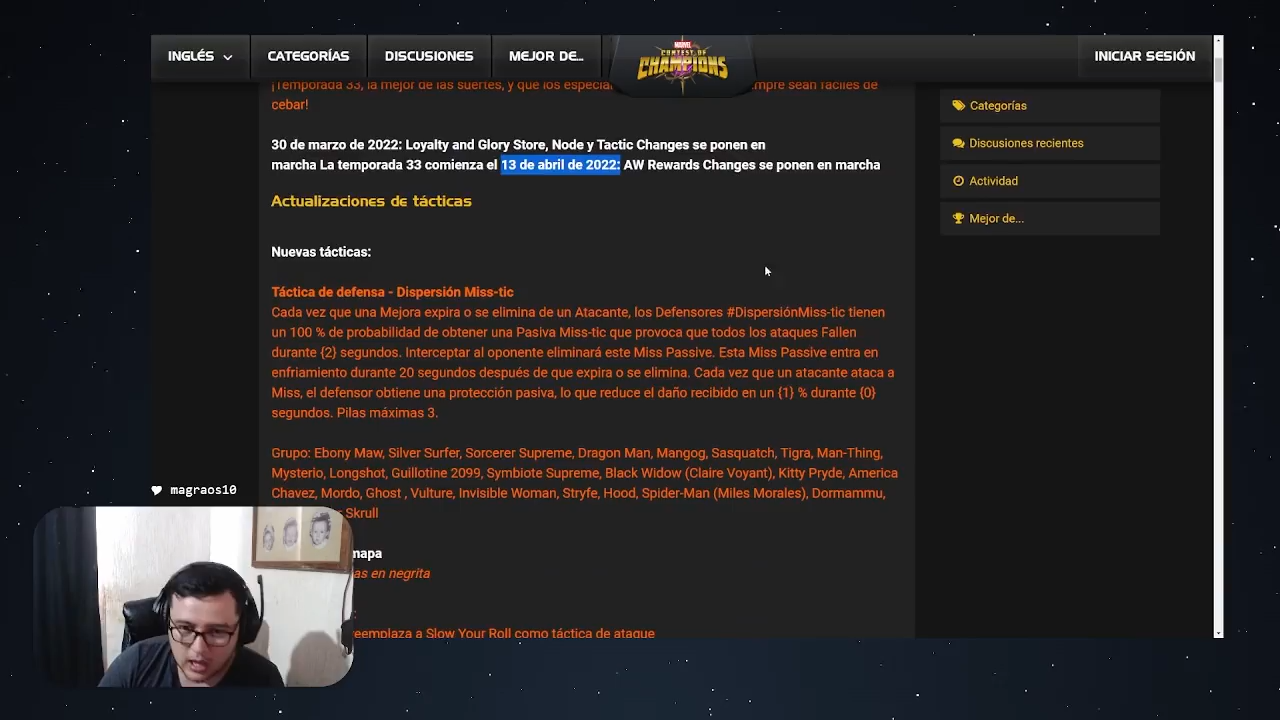 INGLÉS
CATEGORÍAS
DISCUSIONES
MEJOR DE...
MARVEL
CONTEST OF
CHAMPIONS
INICIAR SESIÓN
¡Temporada 33, la mejor de las suertes, y que los especial mpre sean fáciles de
cebar!
30 de marzo de 2022: Loyalty and Glory Store, Node y Tactic Changes se ponen en
marcha La temporada 33 comienza el 13 de abril de 2022: AW Rewards Changes se ponen en marcha
Actualizaciones de tácticas
Nuevas tácticas:
Táctica de defensa - Dispersión Miss-tic
Cada vez que una Mejora expira o se elimina de un Atacante, los Defensores #DispersiónMiss-tic tienen
un 100 % de probabilidad de obtener una Pasiva Miss-tic que provoca que todos los ataques Fallen
durante {2} segundos. Interceptar al oponente eliminará este Miss Passive. Esta Miss Passive entra en
enfriamiento durante 20 segundos después de que expira o se elimina. Cada vez que un atacante ataca a
Miss, el defensor obtiene una protección pasiva, lo que reduce el daño recibido en un {1} % durante {0}
segundos. Pilas máximas 3.
Grupo: Ebony Maw, Silver Surfer, Sorcerer Supreme, Dragon Man, Mangog, Sasquatch, Tigra, Man-Thing,
Mysterio, Longshot, Guillotine 2099, Symbiote Supreme, Black Widow (Claire Voyant), Kitty Pryde, America
Chavez, Mordo, Ghost , Vulture, Invisible Woman, Stryfe, Hood, Spider-Man (Miles Morales), Dormammu,
r Skrull
mapa
as en negrita
eemplaza a Slow Your Roll como táctica de ataque
Categorías
Discusiones recientes
Actividad
Mejor de...
magraos10